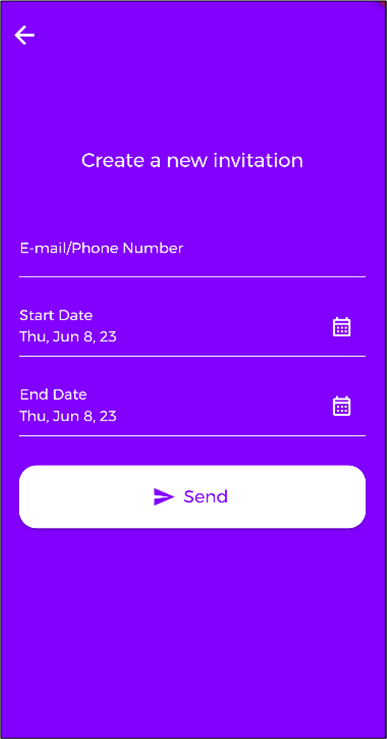 Create a new invitation
E-mail/Phone Number
Start Date
Thu, Jun 8, 23
End Date
Thu, Jun 8, 23
Send